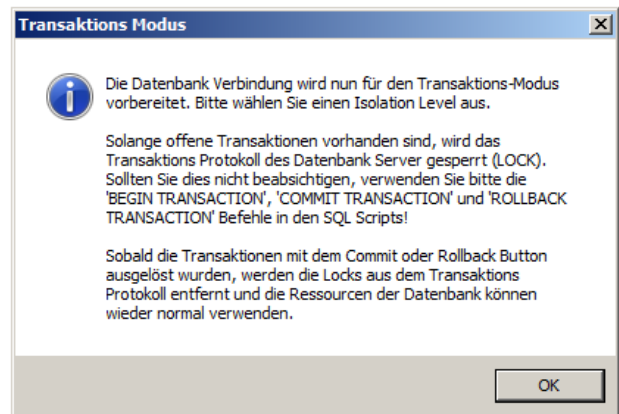 Transaktions Modus
Die Datenbank Verbindung wird nun für den Transaktions-Modus
vorbereitet. Bitte wählen Sie einen Isolation Level aus.
Solange offene Transaktionen vorhanden sind, wird das
Transaktions Protokoll des Datenbank Server gesperrt (LOCK).
Sollten Sie dies nicht beabsichtigen, verwenden Sie bitte die
'BEGIN TRANSACTION', 'COMMIT TRANSACTION' und 'ROLLBACK
TRANSACTION' Befehle in den SQL Scripts!
Sobald die Transaktionen mit dem Commit oder Rollback Button
ausgelöst wurden, werden die Locks aus dem Transaktions
Protokoll entfernt und die Ressourcen der Datenbank können
wieder normal verwenden.
OK